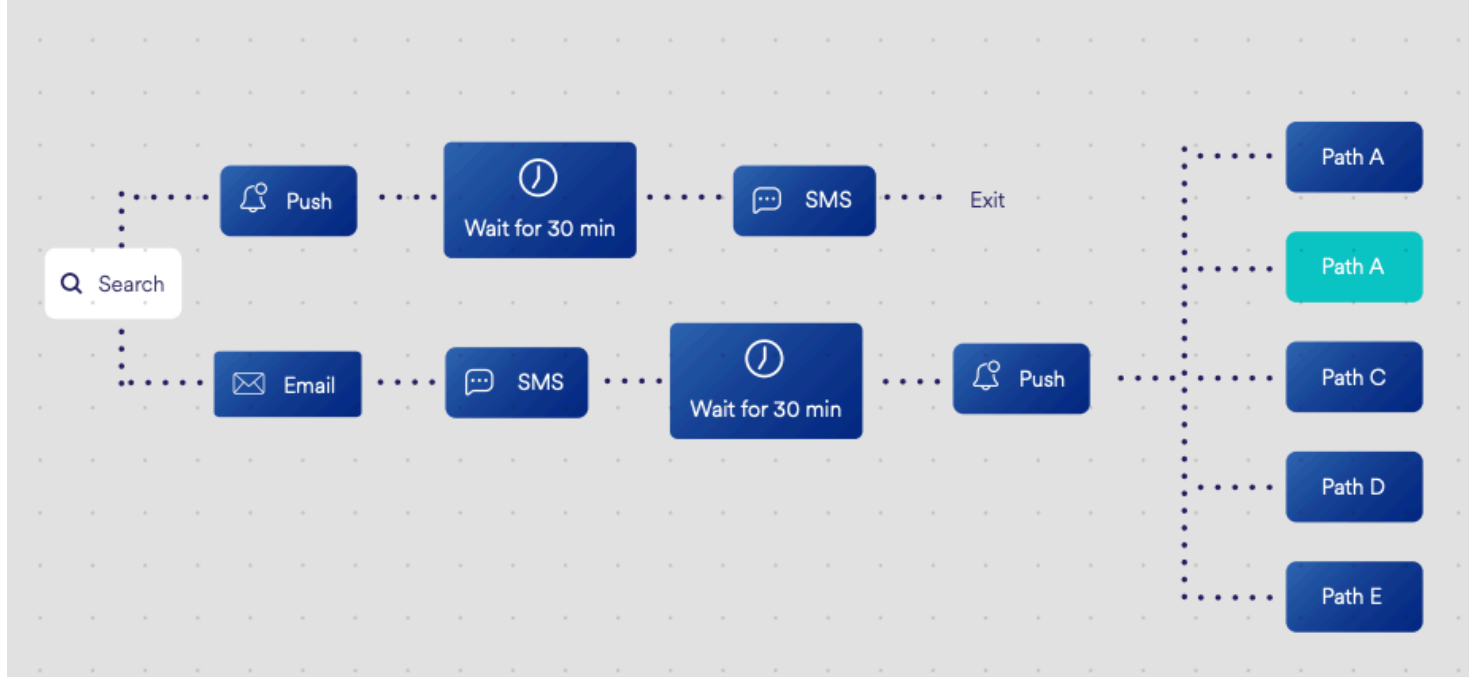 Push
Wait for 30 min
SMS
Exit
Search
Email
SMS
Wait for 30 min
Push
Path A
Path A
Path C
Path D
Path E